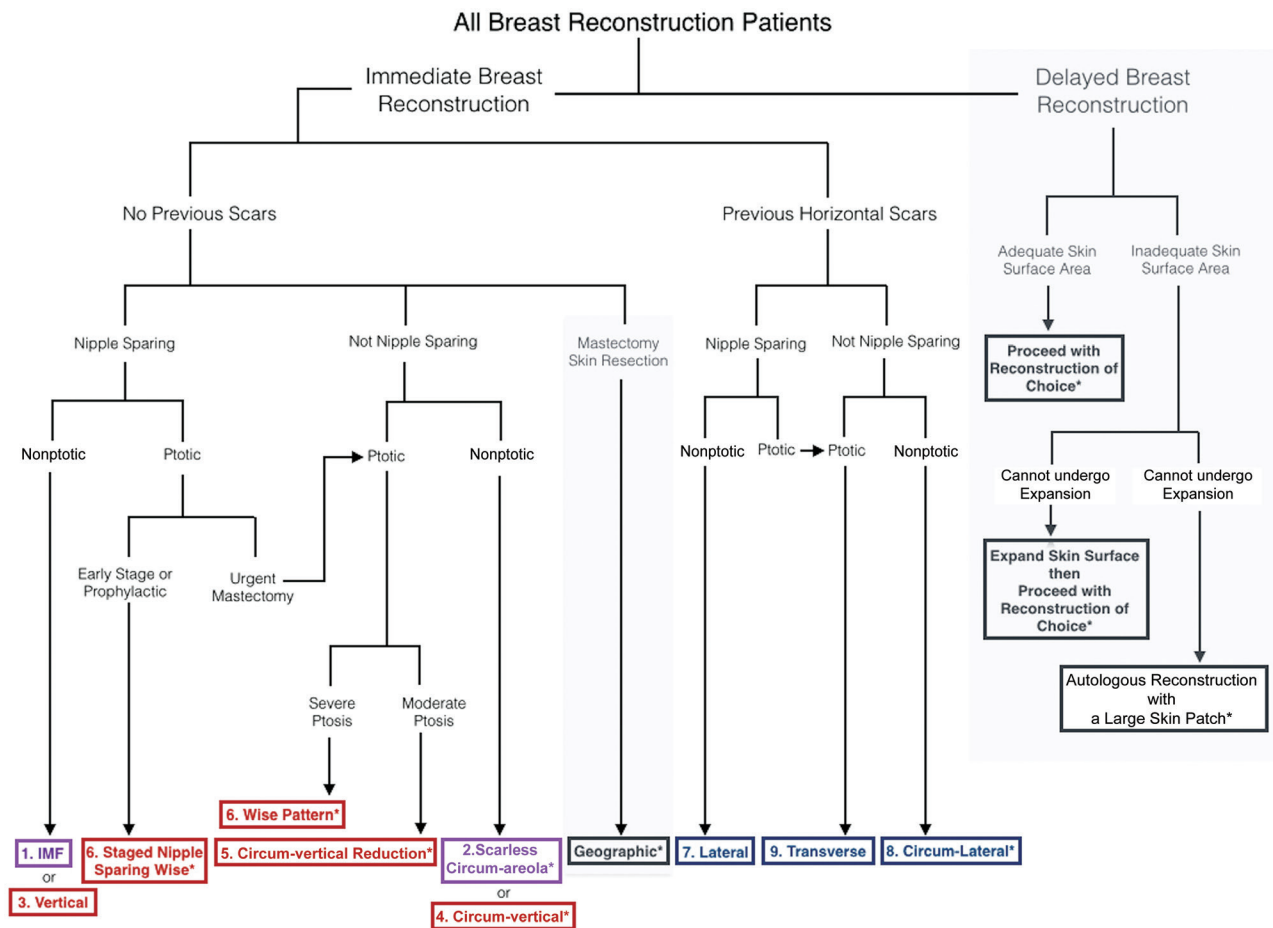 All Breast Reconstruction Patients
Immediate Breast
Reconstruction
Delayed Breast
Reconstruction
No Previous Scars
Previous Horizontal Scars
Adequate Skin
Surface Area
Inadequate Skin
Surface Area
Nipple Sparing
Not Nipple Sparing
Mastectomy
Skin Resection
Nipple Sparing
Not Nipple Sparing
Proceed with
Reconstruction of
Choice*
Nonptotic
Ptotic
Ptotic
Nonptotic
Nonptotic
Ptotic
Ptotic
Nonptotic
Cannot undergo
Expansion
Cannot undergo
Expansion
Early Stage or
Prophylactic
Urgent
Mastectomy
Expand Skin Surface
then
Proceed with
Reconstruction of
Choice*
Severe
Ptosis
Moderate
Ptosis
Autologous Reconstruction
with
a Large Skin Patch*
6. Wise Pattern*
1. IMF
or
3. Vertical
6. Staged Nipple
Sparing Wise*
5. Circum-vertical Reduction*
2.Scarless
Circum-areola*
or
4. Circum-vertical*
Geographic*
7. Lateral
9. Transverse
8. Circum-Lateral*